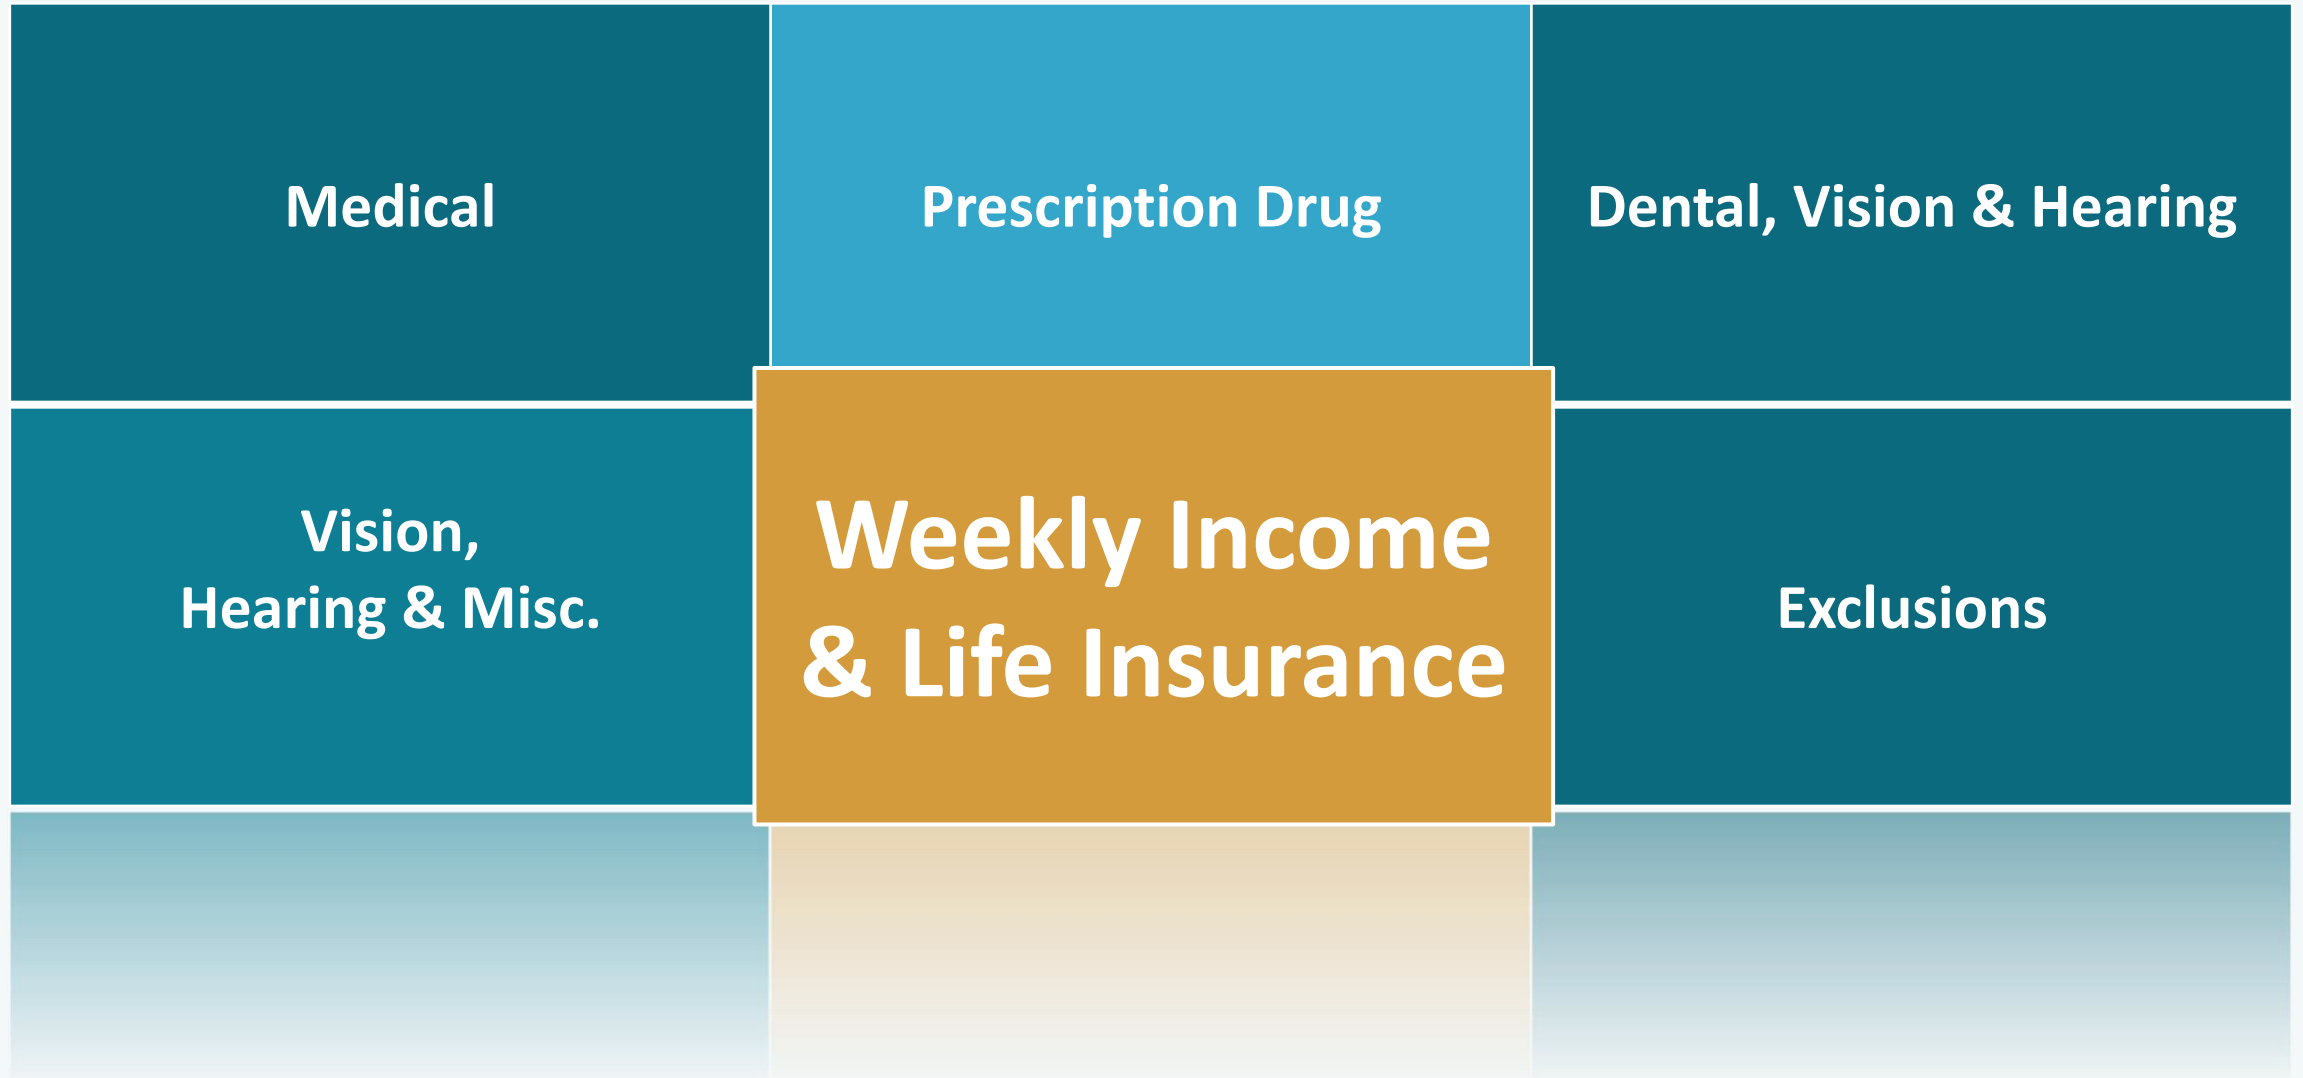 Medical
Prescription Drug
Dental, Vision & Hearing
Vision,
Hearing & Misc.
Weekly Income
& Life Insurance
Exclusions